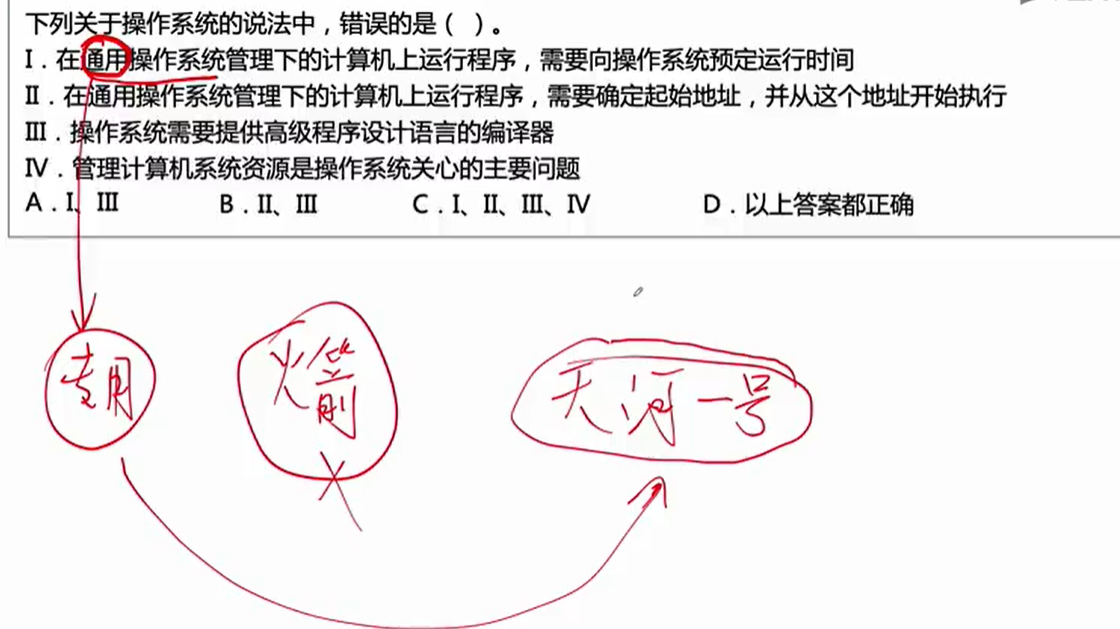 下列关于操作系统的说法中，错误的是（ ）。
I．在通用操作系统管理下的计算机上运行程序，需要向操作系统预定运行时间
II．在通用操作系统管理下的计算机上运行程序，需要确定起始地址，并从这个地址开始执行
III．操作系统需要提供高级程序设计语言的编译器
IV．管理计算机系统资源是操作系统关心的主要问题
A．I、III B．II、III C．I、II、III、IV D．以上答案都正确
专用 火箭 天河一号